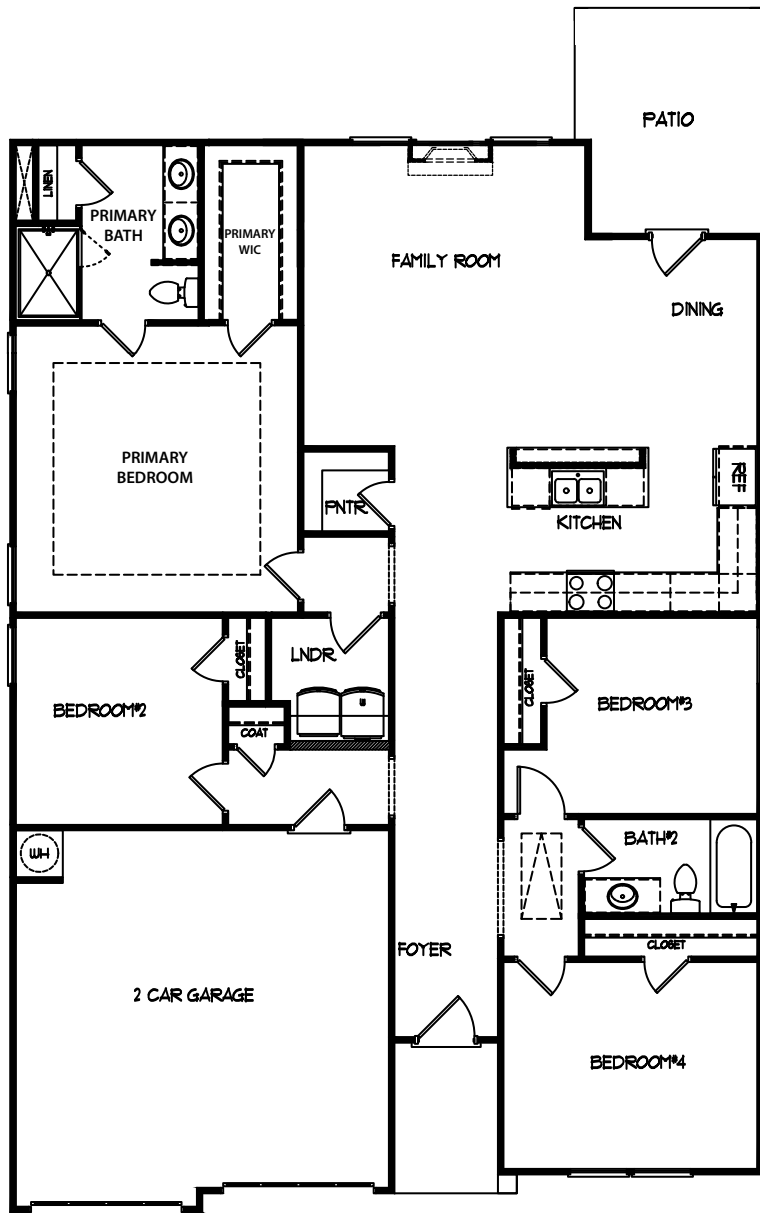 PATIO
LINEN
PRIMARY
BATH
PRIMARY
WIC
FAMILY ROOM
DINING
PRIMARY
BEDROOM
PNTR
REF
KITCHEN
LNDR
CLOSET
CLOSET
BEDROOM#2
BEDROOM#3
COAT
WH
BATH#2
FOYER
CLOSET
2 CAR GARAGE
BEDROOM#4